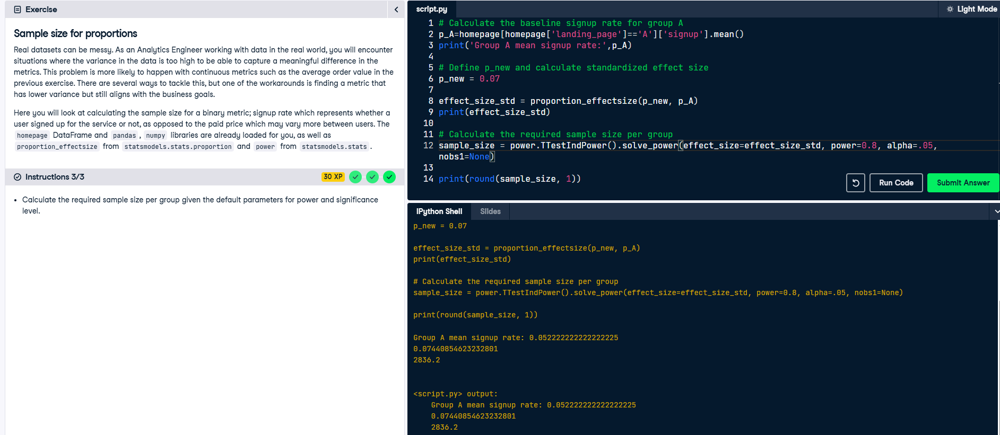 Exercise
Sample size for proportions
Real datasets can be messy. As an Analytics Engineer working with data in the real world, you will encounter
situations where the variance in the data is too high to be able to capture a meaningful difference in the
metrics. This problem is more likely to happen with continuous metrics such as the average order value in the
previous exercise. There are several ways to tackle this, but one of the workarounds is finding a metric that
has lower variance but still aligns with the business goals.
Here you will look at calculating the sample size for a binary metric; signup rate which represents whether a
user signed up for the service or not, as opposed to the paid price which may vary more between users. The
homepage DataFrame and pandas , numpy libraries are already loaded for you, as well as
proportion_effectsize from statsmodels.stats.proportion and power from statsmodels.stats .
Instructions 3/3
30 XP
• Calculate the required sample size per group given the default parameters for power and significance
level.
script.py
Light Mode
1 # Calculate the baseline signup rate for group A
2 p_A=homepage[homepage['landing_page']=='A']['signup'].mean()
3 print('Group A mean signup rate:',p_A)
4
5 # Define p_new and calculate standardized effect size
6 p_new = 0.07
7
8 effect_size_std = proportion_effectsize(p_new, p_A)
9 print(effect_size_std)
10
11 # Calculate the required sample size per group
12 sample_size = power.TTestIndPower().solve_power(effect_size=effect_size_std, power=0.8, alpha=.05,
nobs1=None)
13
14 print(round(sample_size, 1))
Run Code
Submit Answer
IPython Shell
Slides
p_new = 0.07
effect_size_std = proportion_effectsize(p_new, p_A)
print(effect_size_std)
# Calculate the required sample size per group
sample_size = power.TTestIndPower().solve_power(effect_size=effect_size_std, power=0.8, alpha=.05, nobs1=None)
print(round(sample_size, 1))
Group A mean signup rate: 0.052222222222222225
0.07440854623232801
2836.2
<script.py> output:
Group A mean signup rate: 0.052222222222222225
0.07440854623232801
2836.2